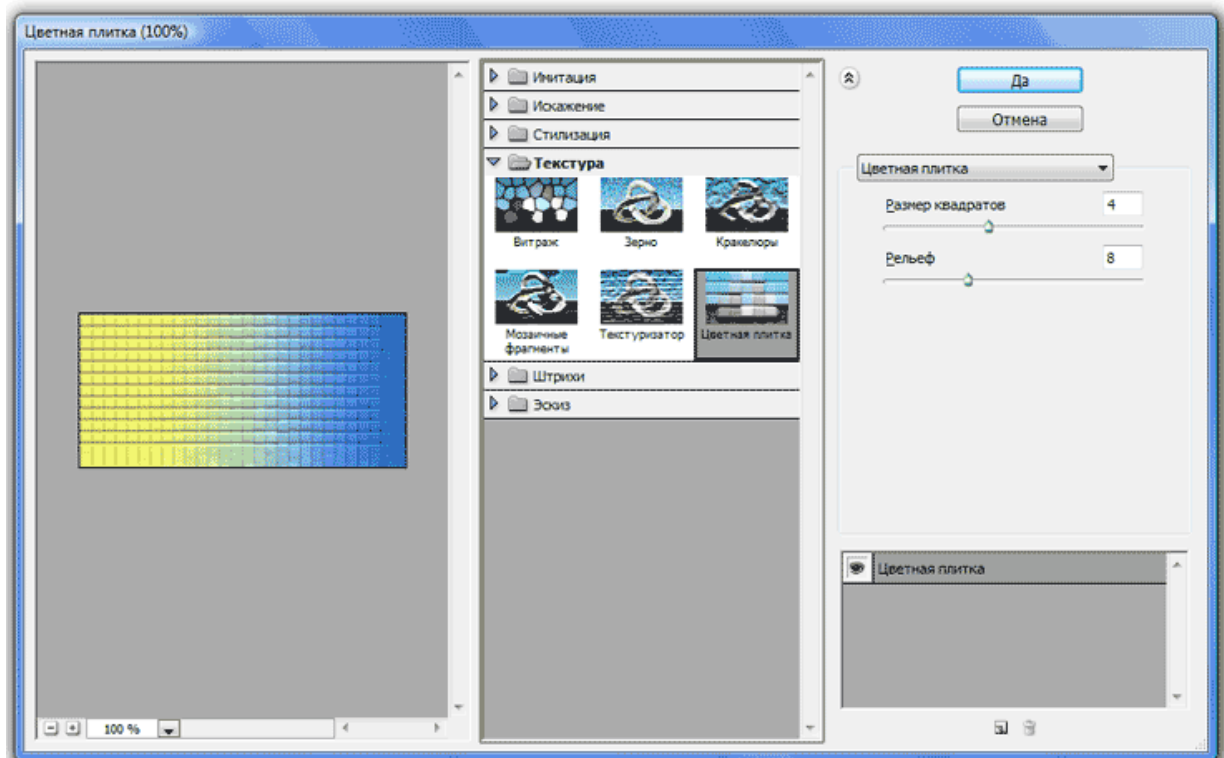 Цветная плитка (100%)
Имитация
Искажение
Стилизация
Текстура
Витраж
Зерно
Кракелюры
Мозаичные
фрагменты
Текстуризатор
Цветная плитка
Штрихи
Эскиз
100 %
Да
Отмена
Цветная плитка
Размер квадратов 4
Рельеф 8
Цветная плитка